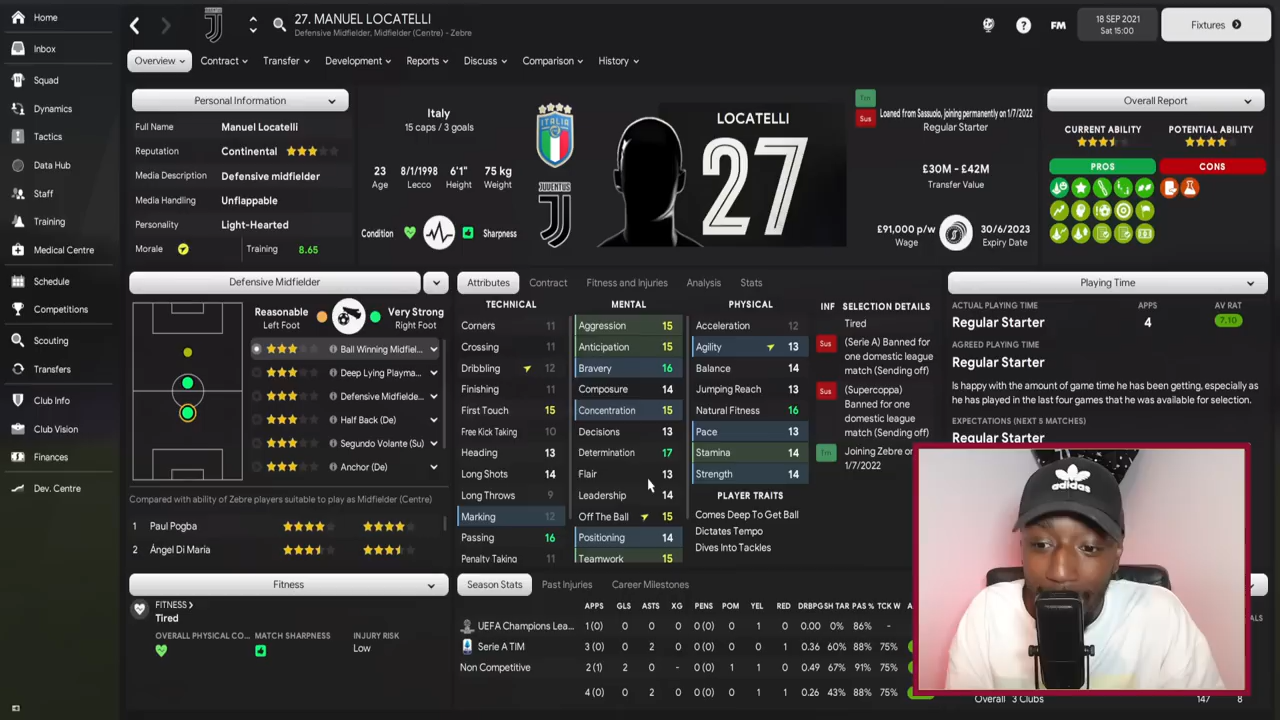 Home
Inbox
Squad
Dynamics
Tactics
Data Hub
Staff
Training
Medical Centre
Schedule
Competitions
Scouting
Transfers
Club Info
Club Vision
Finances
Dev. Centre
27. MANUEL LOCATELLI
Defensive Midfielder, Midfielder (Centre) - Zebre
FM
18 SEP 2021
Sat 15:00
Fixtures
Overview
Contract
Transfer
Development
Reports
Discuss
Comparison
History
Personal Information
Full Name Manuel Locatelli
Reputation Continental
Media Description Defensive midfielder
Media Handling Unflappable
Personality Light-Hearted
Morale Training 8.65
Italy
15 caps / 3 goals
ITALIA
23 8/1/1998 6'1" 75 kg
Age Lecco Height Weight
JUVENTUS
Condition Sharpness
LOCATELLI
27
Trn
Sus
Loaned from Sassuolo, joining permanently on 1/7/2022
Regular Starter
£30M - £42M
Transfer Value
£91,000 p/w
Wage
30/6/2023
Expiry Date
Overall Report
CURRENT ABILITY
POTENTIAL ABILITY
PROS
CONS
Defensive Midfielder
Reasonable
Left Foot
Very Strong
Right Foot
Ball Winning Midfiel...
Deep Lying Playma...
Defensive Midfielde...
Half Back (De)
Segundo Volante (Su)
Anchor (De)
Compared with ability of Zebre players suitable to play as Midfielder (Centre)
1 Paul Pogba
2 Ángel Di María
Attributes
Contract
Fitness and Injuries
Analysis
Stats
TECHNICAL
Corners 11
Crossing 11
Dribbling 12
Finishing 11
First Touch 15
Free Kick Taking 10
Heading 13
Long Shots 14
Long Throws 9
Marking 12
Passing 16
Penalty Taking 11
MENTAL
Aggression 15
Anticipation 15
Bravery 16
Composure 14
Concentration 15
Decisions 13
Determination 17
Flair 13
Leadership 14
Off The Ball 15
Positioning 14
Teamwork 15
PHYSICAL
Acceleration 12
Agility 13
Balance 14
Jumping Reach 13
Natural Fitness 16
Pace 13
Stamina 14
Strength 14
PLAYER TRAITS
Comes Deep To Get Ball
Dictates Tempo
Dives Into Tackles
INF SELECTION DETAILS
Tired
Sus (Serie A) Banned for
one domestic
league match
(Sending off)
Sus (Supercoppa)
Banned for one
domestic league
match (Sending off)
Trn Joining Zebre on
1/7/2022
Playing Time
ACTUAL PLAYING TIME APPS AV RAT
Regular Starter 4 7.10
AGREED PLAYING TIME
Regular Starter
Is happy with the amount of game time he has been getting, especially as
he has played in the last four games that he was available for selection.
EXPECTATIONS (NEXT 5 MATCHES)
Regular Starter
Fitness
FITNESS >
Tired
OVERALL PHYSICAL CO...
MATCH SHARPNESS
INJURY RISK
Low
Season Stats
Past Injuries
Career Milestones
APPS GLS ASTS XG PENS POM YEL RED DRBPG SH TAR PAS % TCK W
UEFA Champions Lea... 1 (0) 0 0 0 0 (0) 0 1 0 0.00 0% 86% -
Serie A TIM 3 (0) 0 2 0 0 (0) 0 0 1 0.36 60% 88% 75%
Non Competitive 2 (1) 2 0 - 0 (0) 1 1 0 0.49 67% 91% 75%
4 (0) 0 2 0 0 (0) 0 1 1 0.26 43% 88% 75%
adidas
Overall 3 Clubs 147 8